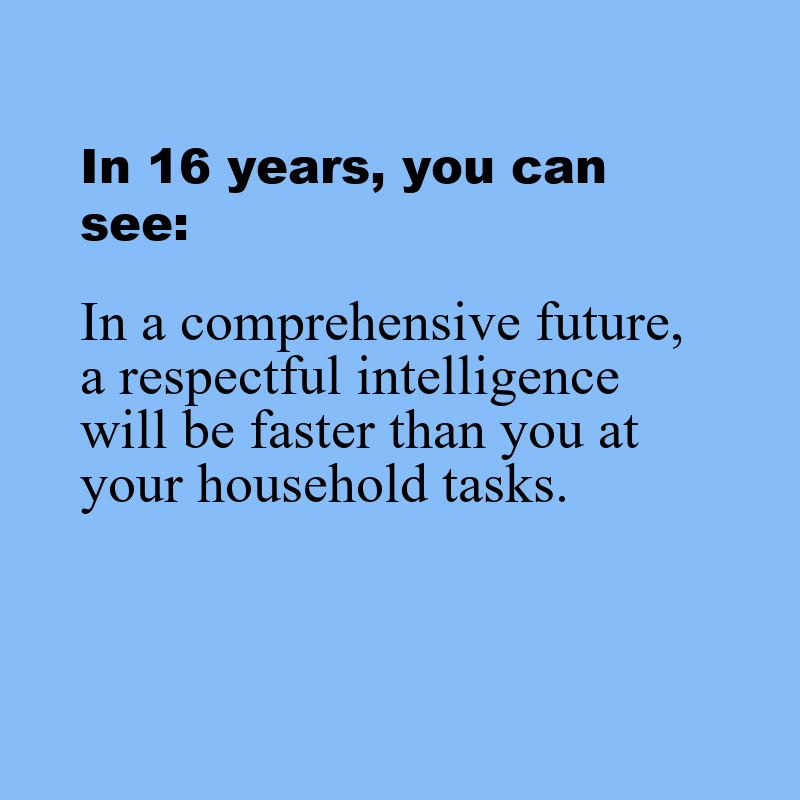 In 16 years, you can
see:
In a comprehensive future,
a respectful intelligence
will be faster than you at
your household tasks.